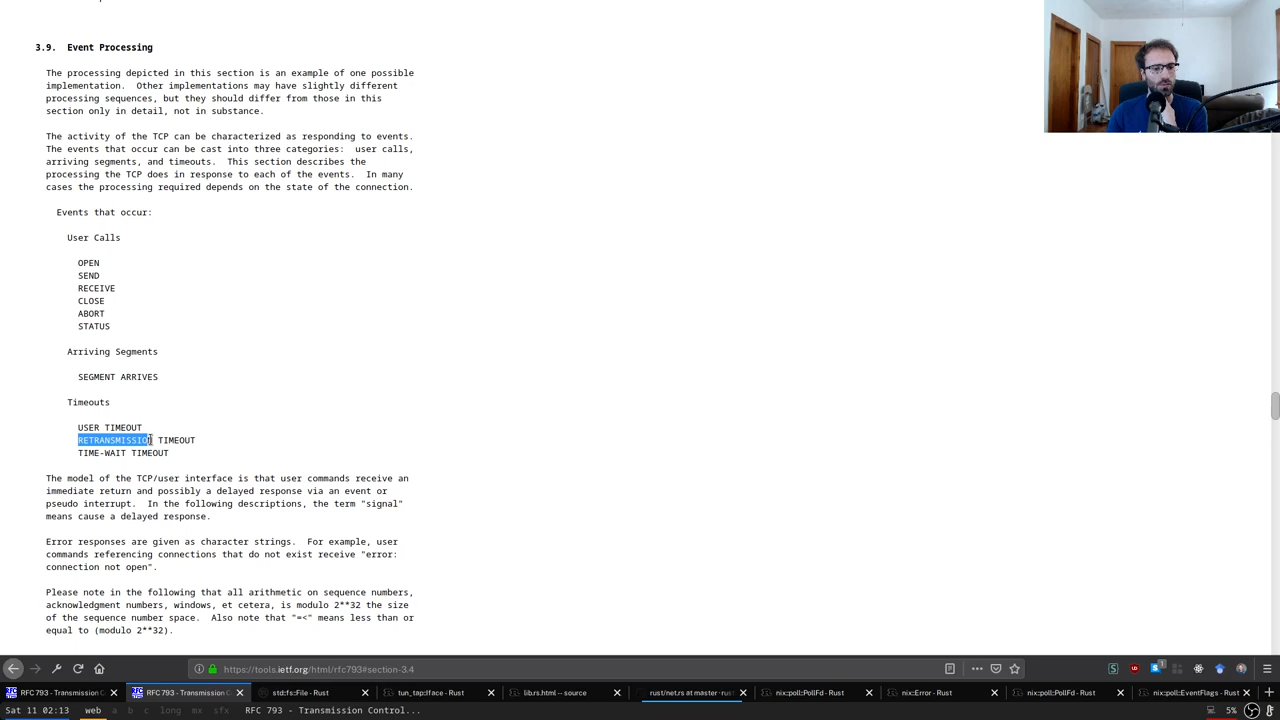 3.9. Event Processing
The processing depicted in this section is an example of one possible
implementation. Other implementations may have slightly different
processing sequences, but they should differ from those in this
section only in detail, not in substance.
The activity of the TCP can be characterized as responding to events.
The events that occur can be cast into three categories: user calls,
arriving segments, and timeouts. This section describes the
processing the TCP does in response to each of the events. In many
cases the processing required depends on the state of the connection.
Events that occur:
User Calls
OPEN
SEND
RECEIVE
CLOSE
ABORT
STATUS
Arriving Segments
SEGMENT ARRIVES
Timeouts
USER TIMEOUT
RETRANSMISSION TIMEOUT
TIME-WAIT TIMEOUT
The model of the TCP/user interface is that user commands receive an
immediate return and possibly a delayed response via an event or
pseudo interrupt. In the following descriptions, the term "signal"
means cause a delayed response.
Error responses are given as character strings. For example, user
commands referencing connections that do not exist receive "error:
connection not open".
Please note in the following that all arithmetic on sequence numbers,
acknowledgment numbers, windows, et cetera, is modulo 2**32 the size
of the sequence number space. Also note that "=<" means less than or
equal to (modulo 2**32).
https://tools.ietf.org/html/rfc793#section-3.4
RFC 793 - Transmission C
RFC 793 - Transmission C
std::fs::File - Rust
tun_tap::Iface - Rust
lib.rs.html -- source
rust/net.rs at master · rust-
nix::poll::PollFd - Rust
nix::Error - Rust
nix::poll::PollFd - Rust
nix::poll::EventFlags - Rust
Sat 11 02:13 web a b c long mx sfx RFC 793 - Transmission Control... 5%